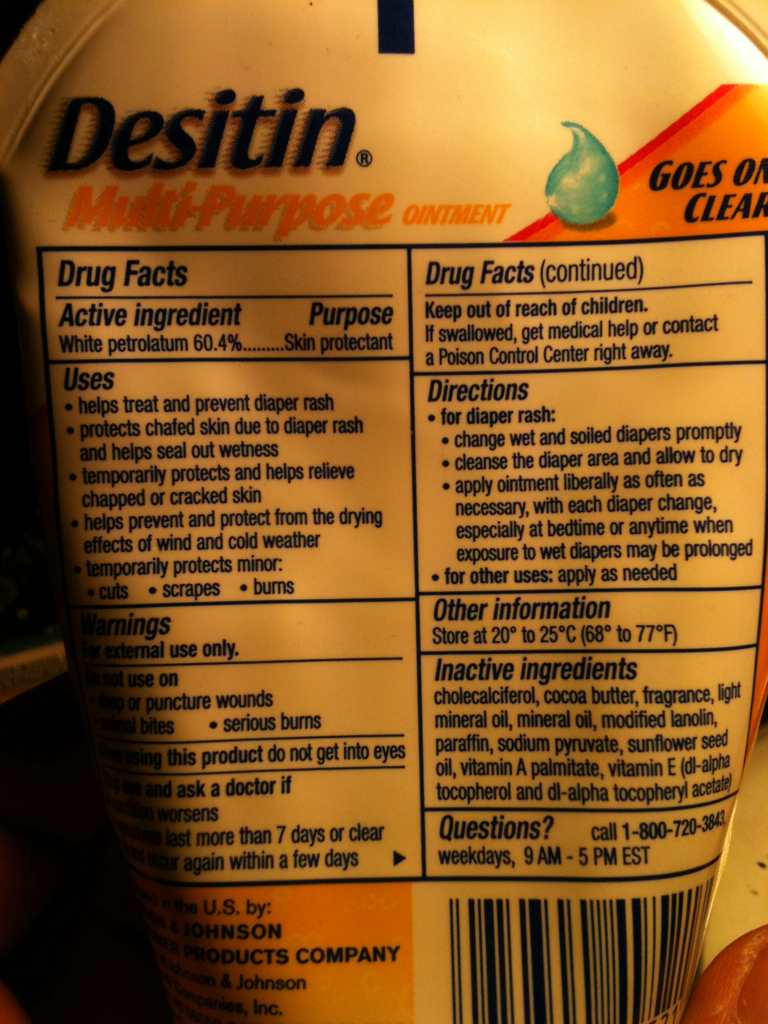 Desitin®
Multi-Purpose OINTMENT
GOES ON
CLEAR
Drug Facts
Active ingredient Purpose
White petrolatum 60.4%.........Skin protectant
Uses
• helps treat and prevent diaper rash
• protects chafed skin due to diaper rash
and helps seal out wetness
• temporarily protects and helps relieve
chapped or cracked skin
• helps prevent and protect from the drying
effects of wind and cold weather
• temporarily protects minor:
• cuts • scrapes • burns
Warnings
For external use only.
not use on
or puncture wounds
bites • serious burns
using this product do not get into eyes
and ask a doctor if
worsens
last more than 7 days or clear
again within a few days
Drug Facts (continued)
Keep out of reach of children.
If swallowed, get medical help or contact
a Poison Control Center right away.
Directions
• for diaper rash:
• change wet and soiled diapers promptly
• cleanse the diaper area and allow to dry
• apply ointment liberally as often as
necessary, with each diaper change,
especially at bedtime or anytime when
exposure to wet diapers may be prolonged
• for other uses: apply as needed
Other information
Store at 20° to 25°C (68° to 77°F)
Inactive ingredients
cholecalciferol, cocoa butter, fragrance, light
mineral oil, mineral oil, modified lanolin,
paraffin, sodium pyruvate, sunflower seed
oil, vitamin A palmitate, vitamin E (dl-alpha
tocopherol and dl-alpha tocopheryl acetate)
Questions? call 1-800-720-3843,
weekdays, 9 AM - 5 PM EST
the U.S. by:
& JOHNSON
PRODUCTS COMPANY
Johnson & Johnson
Companies, Inc.